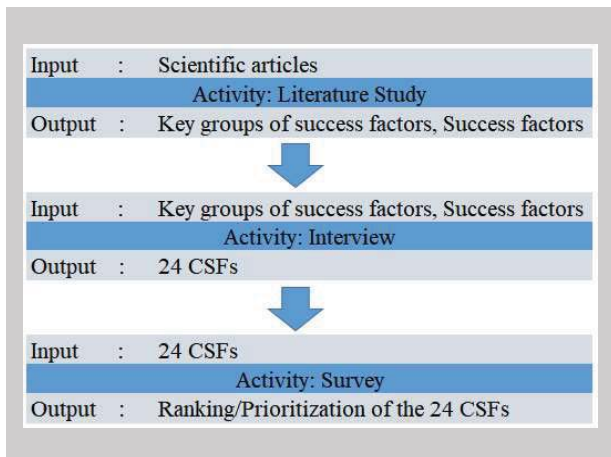 Input : Scientific articles
Activity: Literature Study
Output : Key groups of success factors, Success factors
Input : Key groups of success factors, Success factors
Activity: Interview
Output : 24 CSFs
Input : 24 CSFs
Activity: Survey
Output : Ranking/Prioritization of the 24 CSFs